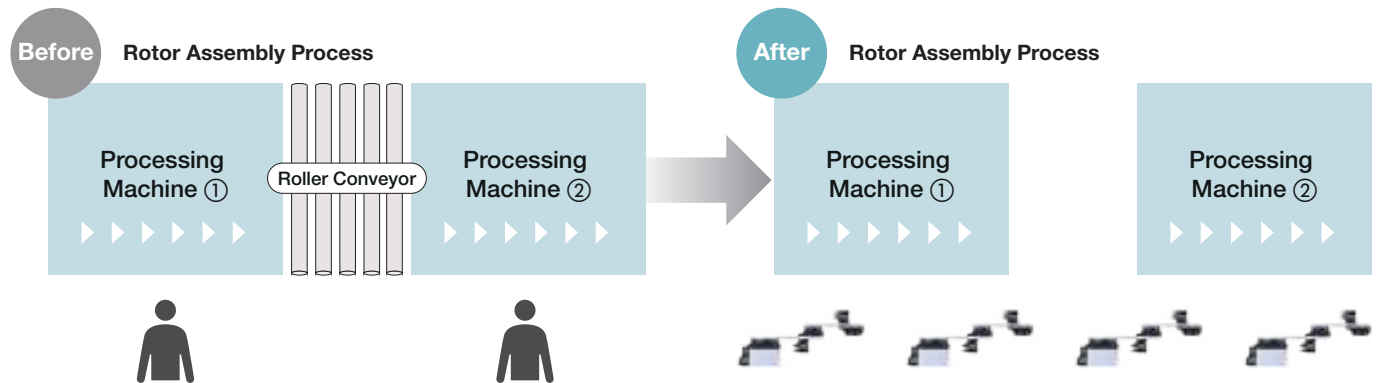 Before
Rotor Assembly Process
Processing
Machine ①
Roller Conveyor
Processing
Machine ②
After
Rotor Assembly Process
Processing
Machine ①
Processing
Machine ②